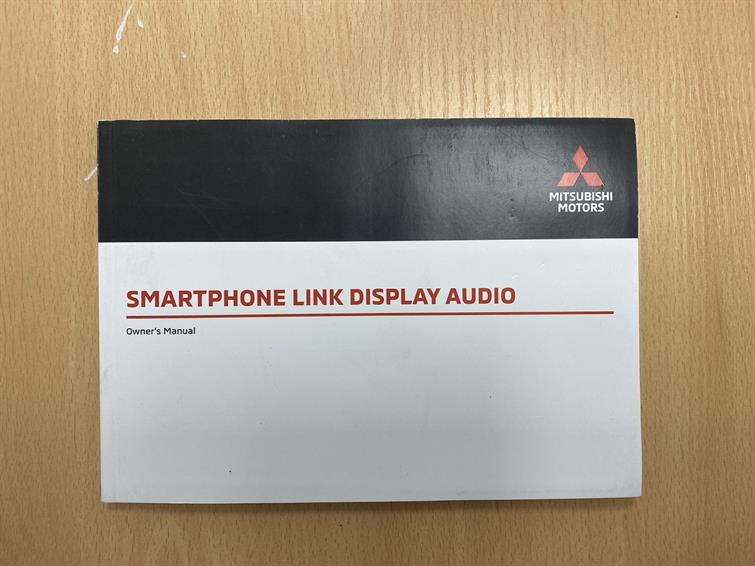 MITSUBISHI
MOTORS
SMARTPHONE LINK DISPLAY AUDIO
Owner's Manual